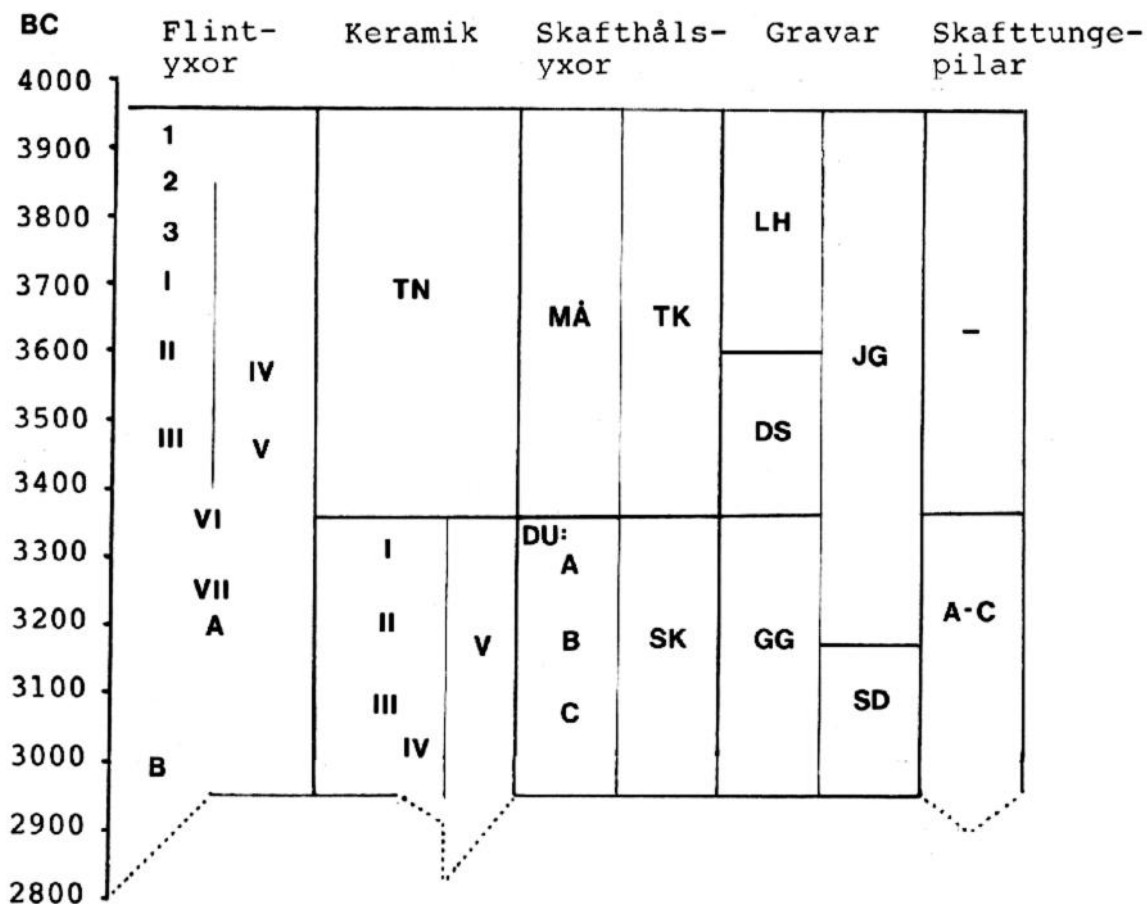 BC
Flint-
yxor
Keramik
Skafthåls-
yxor
Gravar
Skafttunge-
pilar
4000
3900
3800
3700
3600
3500
3400
3300
3200
3100
3000
2900
2800
1
2
3
I
II
III
IV
V
VI
VII
A
B
TN
I
II
III
IV
V
MÅ
DU:
A
B
C
TK
SK
LH
DS
GG
JG
SD
–
A-C